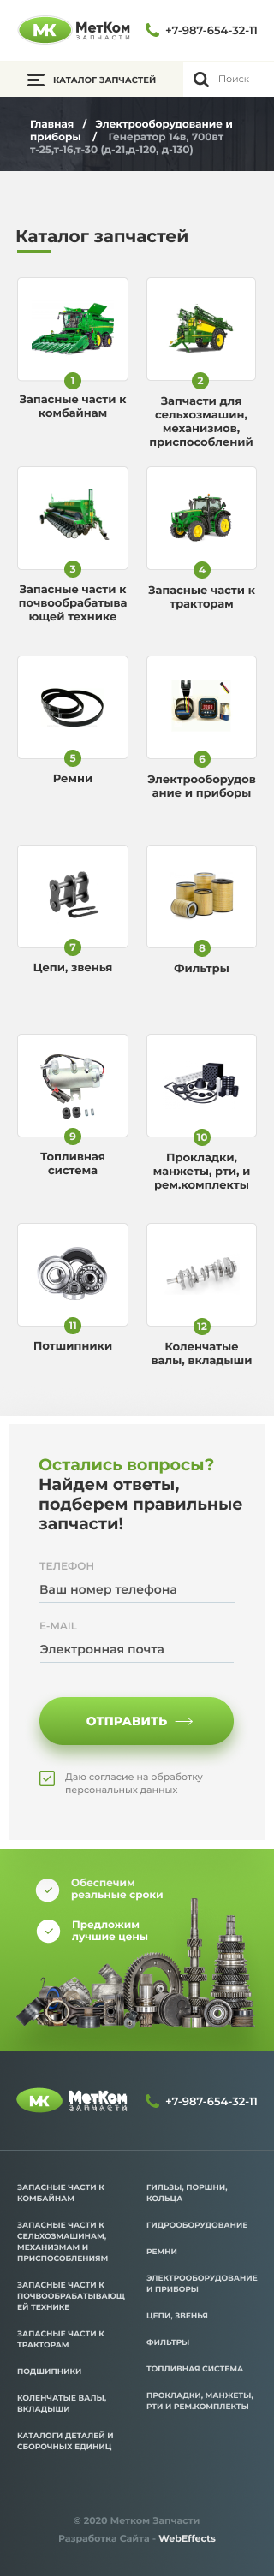 МК МетКом
ЗАПЧАСТИ
+7-987-654-32-11
КАТАЛОГ ЗАПЧАСТЕЙ
Поиск
Главная / Электрооборудование и
приборы / Генератор 14в, 700вт
т-25,т-16,т-30 (д-21,д-120, д-130)
Каталог запчастей
1
Запасные части к
комбайнам
2
Запчасти для
сельхозмашин,
механизмов,
приспособлений
3
Запасные части к
почвообрабатыва
ющей технике
4
Запасные части к
тракторам
5
Ремни
6
Электрооборудов
ание и приборы
7
Цепи, звенья
8
Фильтры
9
Топливная
система
10
Прокладки,
манжеты, рти, и
рем.комплекты
11
Потшипники
12
Коленчатые
валы, вкладыши
Остались вопросы?
Найдем ответы,
подберем правильные
запчасти!
ТЕЛЕФОН
Ваш номер телефона
E-MAIL
Электронная почта
ОТПРАВИТЬ
Даю согласие на обработку
персональных данных
Обеспечим
реальные сроки
Предложим
лучшие цены
МК МетКом
ЗАПЧАСТИ
+7-987-654-32-11
ЗАПАСНЫЕ ЧАСТИ К
КОМБАЙНАМ
ЗАПАСНЫЕ ЧАСТИ К
СЕЛЬХОЗМАШИНАМ,
МЕХАНИЗМАМ И
ПРИСПОСОБЛЕНИЯМ
ЗАПАСНЫЕ ЧАСТИ К
ПОЧВООБРАБАТЫВАЮЩ
ЕЙ ТЕХНИКЕ
ЗАПАСНЫЕ ЧАСТИ К
ТРАКТОРАМ
ПОДШИПНИКИ
КОЛЕНЧАТЫЕ ВАЛЫ,
ВКЛАДЫШИ
КАТАЛОГИ ДЕТАЛЕЙ И
СБОРОЧНЫХ ЕДИНИЦ
ГИЛЬЗЫ, ПОРШНИ,
КОЛЬЦА
ГИДРООБОРУДОВАНИЕ
РЕМНИ
ЭЛЕКТРООБОРУДОВАНИЕ
И ПРИБОРЫ
ЦЕПИ, ЗВЕНЬЯ
ФИЛЬТРЫ
ТОПЛИВНАЯ СИСТЕМА
ПРОКЛАДКИ, МАНЖЕТЫ,
РТИ И РЕМ.КОМПЛЕКТЫ
© 2020 Метком Запчасти
Разработка Сайта - WebEffects